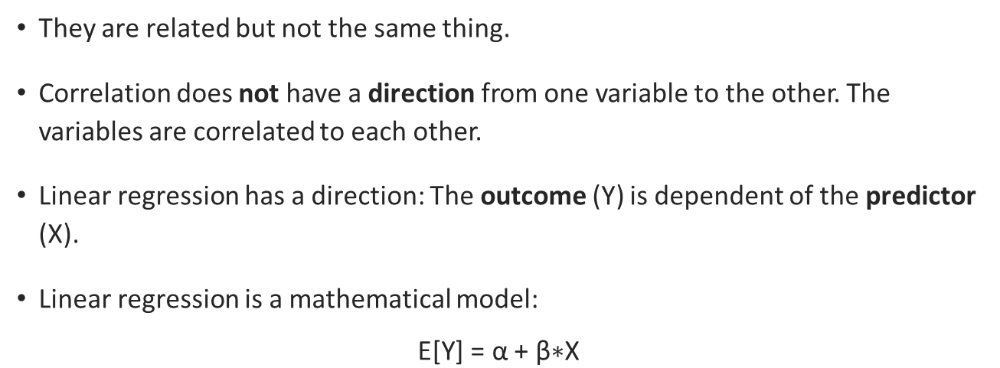 • They are related but not the same thing.
• Correlation does not have a direction from one variable to the other. The
variables are correlated to each other.
• Linear regression has a direction: The outcome (Y) is dependent of the predictor
(X).
• Linear regression is a mathematical model:
E[Y] = α + β*X